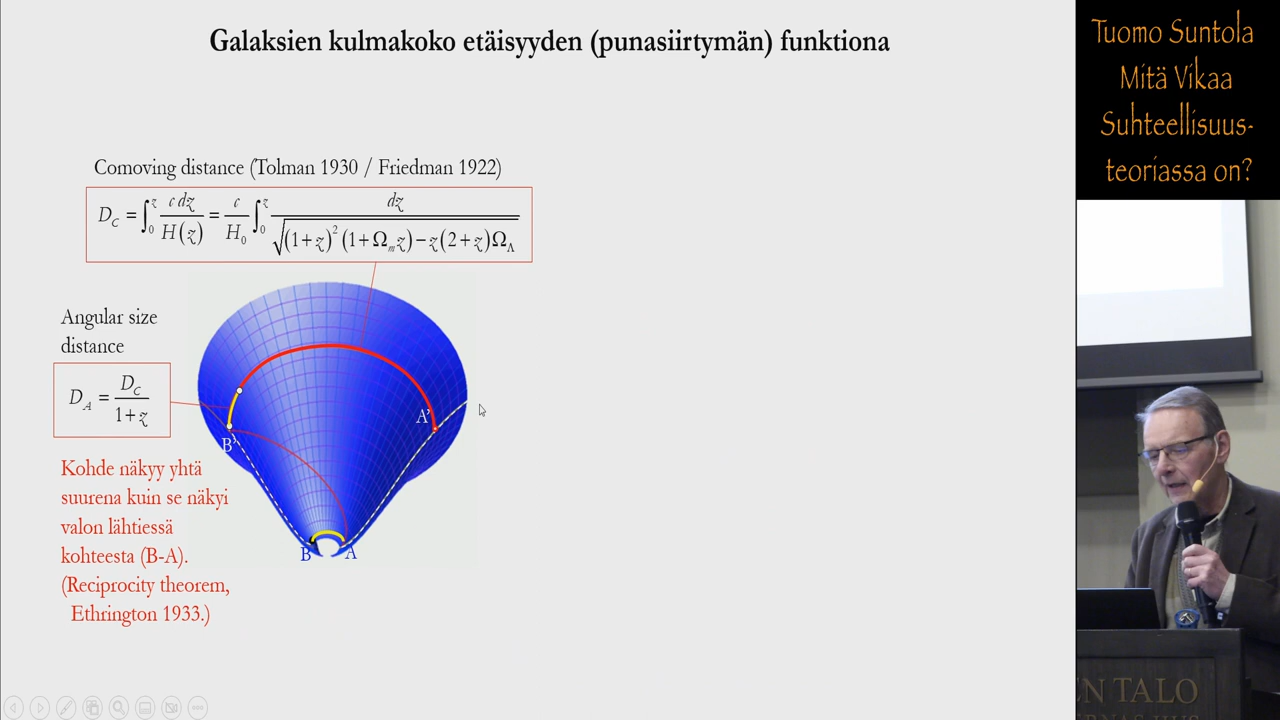 Galaksien kulmakoko etäisyyden (punasiirtymän) funktiona
Tuomo Suntola
Mitä Vikaa
Suhteellisuus-
teoriassa on?
Comoving distance (Tolman 1930 / Friedman 1922)
D_C = ∫_0^z c dz / H(z) = c / H_0 ∫_0^z dz / √((1+z)^2 (1+Ω_m z) − z(2+z)Ω_Λ)
Angular size
distance
D_A = D_C / 1+z
A'
B'
Kohde näkyy yhtä
suurena kuin se näkyi
valon lähtiessä
kohteesta (B-A).
(Reciprocity theorem,
Ethrington 1933.)
B A
EN TALO